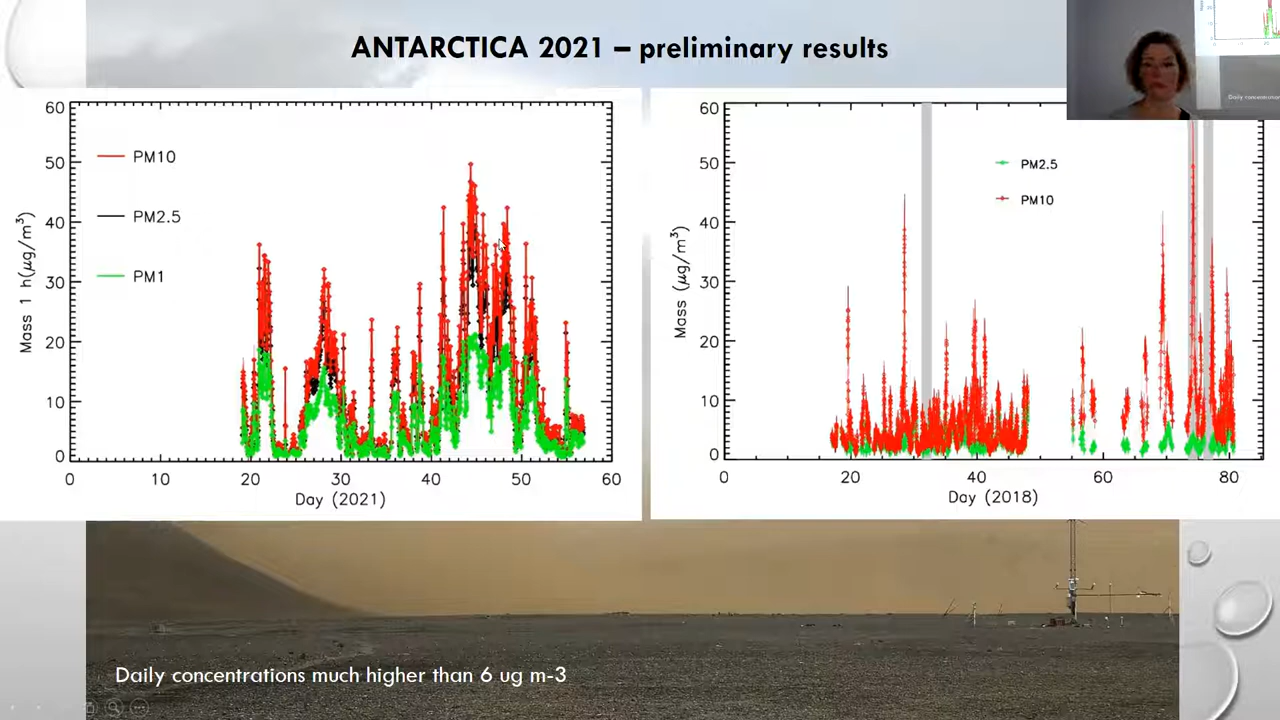 ANTARCTICA 2021 – preliminary results
60
50
40
30
20
10
0
Mass 1 h(μg/m³)
PM10
PM2.5
PM1
0 10 20 30 40 50 60
Day (2021)
60
50
40
30
20
10
0
Mass (μg/m³)
PM2.5
PM10
0 20 40 60 80
Day (2018)
Daily concentrations much higher than 6 ug m-3